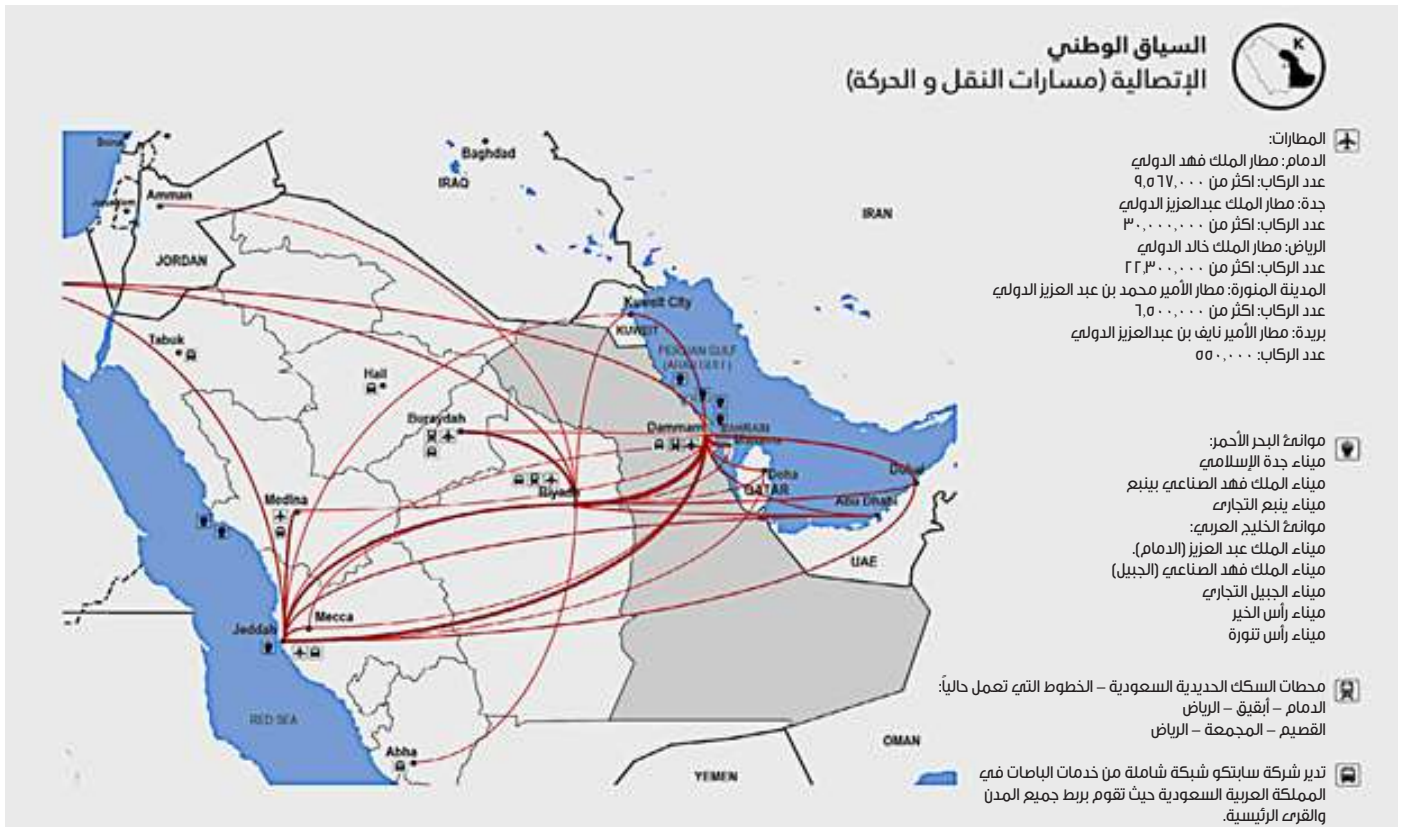 السياق الوطني
الإتصالية (مسارات النقل و الحركة)
K
المطارات:
الدمام: مطار الملك فهد الدولي
عدد الركاب: اكثر من ٩,٥٦٧,٠٠٠
جدة: مطار الملك عبدالعزيز الدولي
عدد الركاب: اكثر من ٣٠,٠٠٠,٠٠٠
الرياض: مطار الملك خالد الدولي
عدد الركاب: اكثر من ٢٢,٣٠٠,٠٠٠
المدينة المنورة: مطار الأمير محمد بن عبد العزيز الدولي
عدد الركاب: اكثر من ٦,٥٠٠,٠٠٠
بريدة: مطار الأمير نايف بن عبدالعزيز الدولي
عدد الركاب: ٥٥٠,٠٠٠
موانئ البحر الأحمر:
ميناء جدة الإسلامي
ميناء الملك فهد الصناعي بينبع
ميناء ينبع التجاري
موانئ الخليج العربي:
ميناء الملك عبد العزيز (الدمام).
ميناء الملك فهد الصناعي (الجبيل)
ميناء الجبيل التجاري
ميناء رأس الخير
ميناء رأس تنورة
محطات السكك الحديدية السعودية – الخطوط التي تعمل حالياً:
الدمام – أبقيق – الرياض
القصيم – المجمعة – الرياض
تدير شركة سابتكو شبكة شاملة من خدمات الباصات في
المملكة العربية السعودية حيث تقوم بربط جميع المدن
والقرى الرئيسية.
Baghdad
IRAQ
Amman
IRAN
JORDAN
Kuwait City
KUWAIT
Tabuk
PERSIAN GULF
(ARAB GULF)
Hail
Buraydah
Dammam
BAHRAIN
Manama
Doha
QATAR
Dubai
Riyadh
Abu Dhabi
Medina
UAE
Mecca
Jeddah
RED SEA
OMAN
Abha
YEMEN